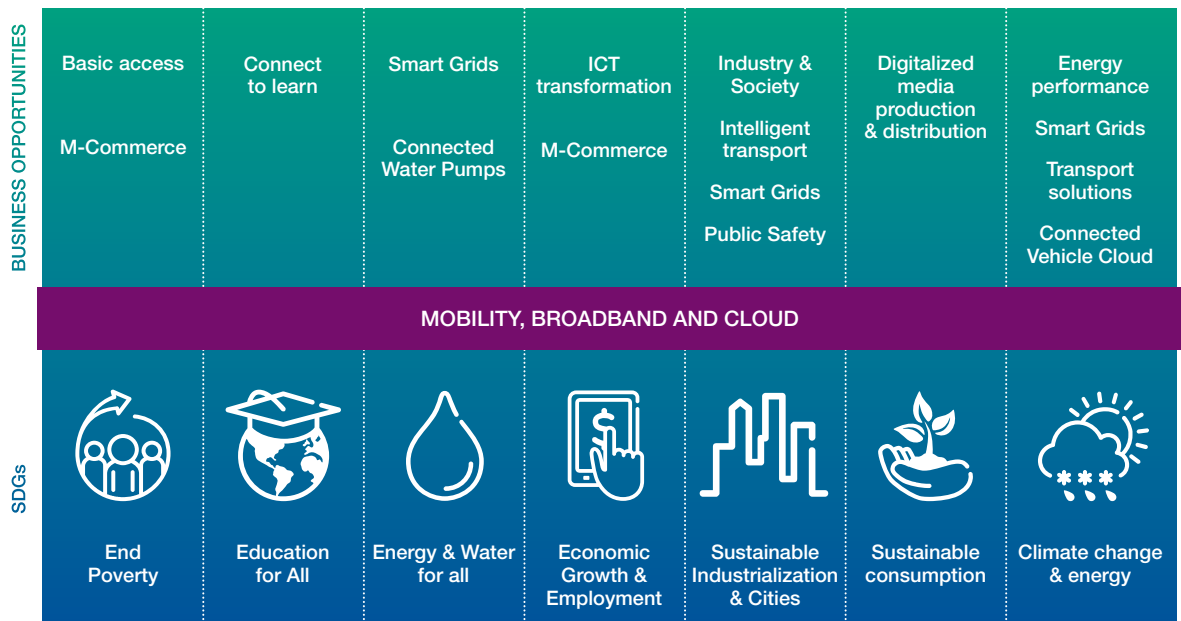 BUSINESS OPPORTUNITIES
Basic access
M-Commerce
Connect
to learn
Smart Grids
Connected
Water Pumps
ICT
transformation
M-Commerce
Industry &
Society
Intelligent
transport
Smart Grids
Public Safety
Digitalized
media
production
& distribution
Energy
performance
Smart Grids
Transport
solutions
Connected
Vehicle Cloud
MOBILITY, BROADBAND AND CLOUD
SDGs
$
End
Poverty
Education
for All
Energy & Water
for all
Economic
Growth &
Employment
Sustainable
Industrialization
& Cities
Sustainable
consumption
Climate change
& energy